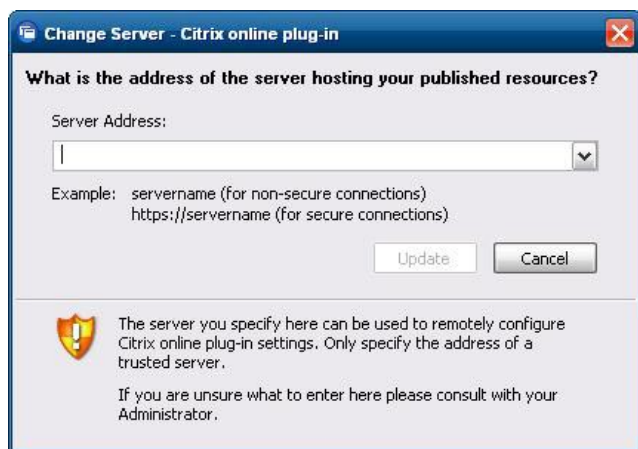 Change Server - Citrix online plug-in
What is the address of the server hosting your published resources?
Server Address:
Example: servername (for non-secure connections)
https://servername (for secure connections)
Update Cancel
The server you specify here can be used to remotely configure
Citrix online plug-in settings. Only specify the address of a
trusted server.
If you are unsure what to enter here please consult with your
Administrator.